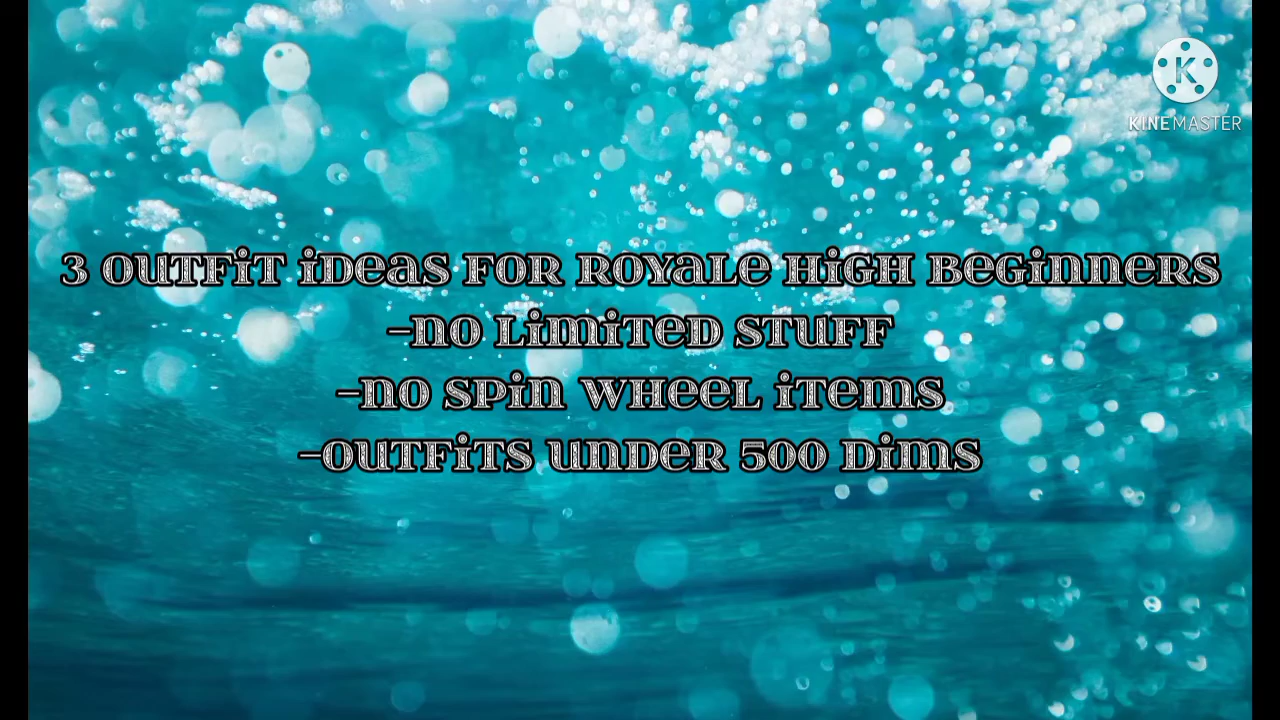 KINEMASTER
3 OUTFiT iDeaS FOR ROYaLe HiGH BeGinneRS
-no LimiTeD STUFF
-no SPin WHeeL iTemS
-OUTFiTS UnDeR 500 DimS